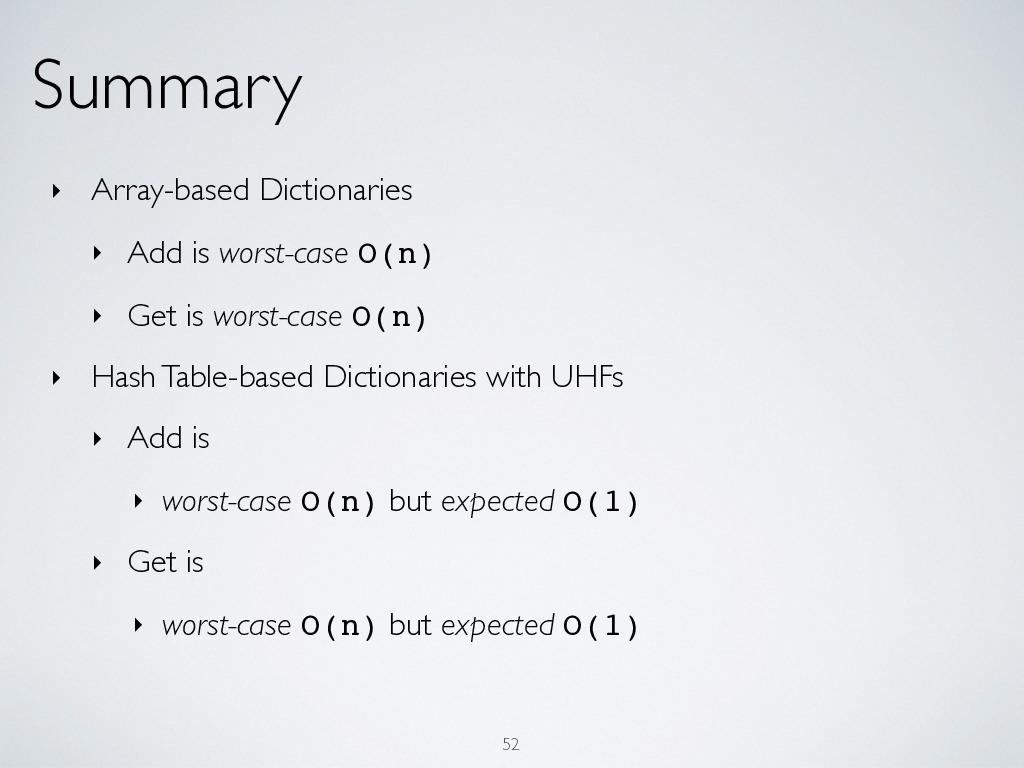 Summary
‣ Array-based Dictionaries
‣ Add is worst-case O(n)
‣ Get is worst-case O(n)
‣ Hash Table-based Dictionaries with UHFs
‣ Add is
‣ worst-case O(n) but expected O(1)
‣ Get is
‣ worst-case O(n) but expected O(1)
52